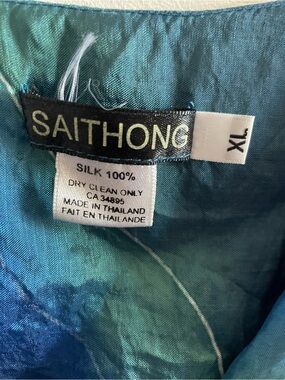 SAITHONG
XL
SILK 100%
DRY CLEAN ONLY
CA 34895
MADE IN THAILAND
FAIT EN THAILANDE